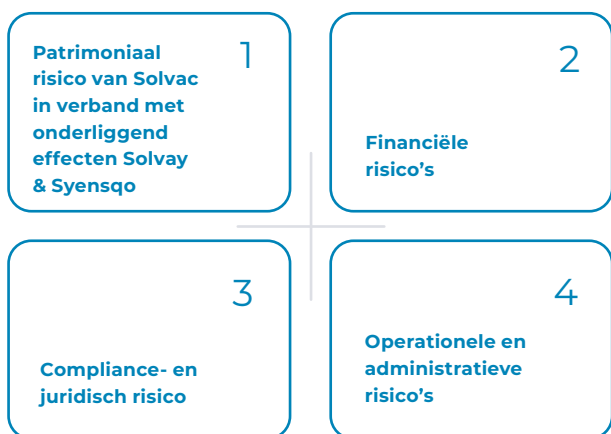 1
Patrimoniaal
risico van Solvac
in verband met
onderliggend
effecten Solvay
& Syensqo
2
Financiële
risico's
3
Compliance- en
juridisch risico
4
Operationele en
administratieve
risico's